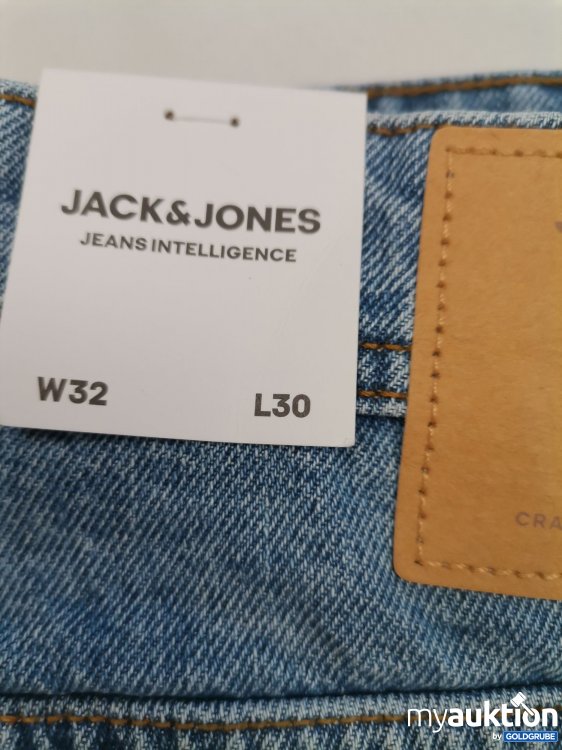 JACK&JONES
JEANS INTELLIGENCE
W32 L30
CRA
myauktion
by GOLDGRUBE